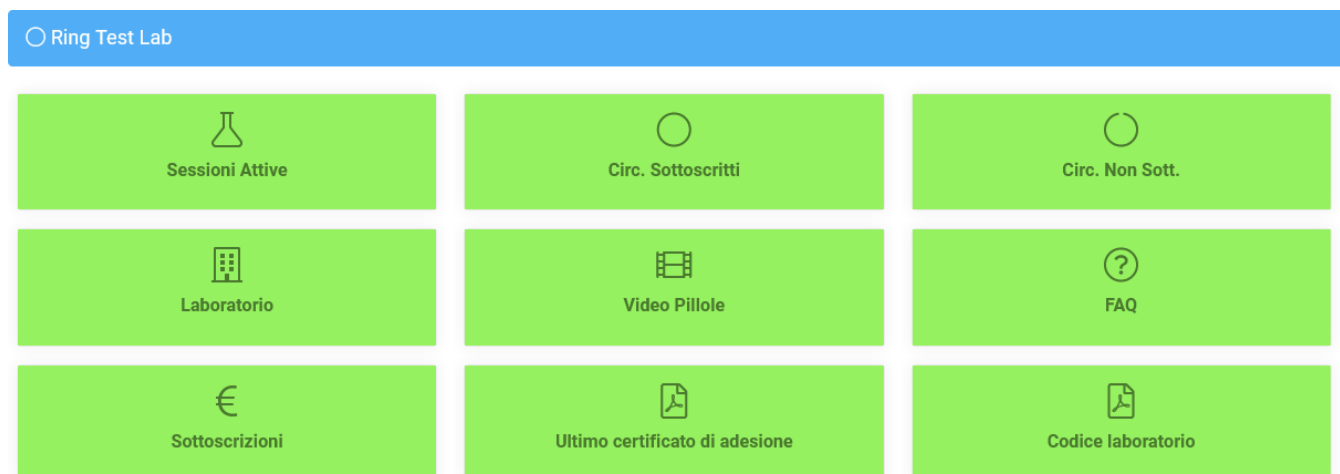 Ring Test Lab
Sessioni Attive
Circ. Sottoscritti
Circ. Non Sott.
Laboratorio
Video Pillole
FAQ
Sottoscrizioni
Ultimo certificato di adesione
Codice laboratorio